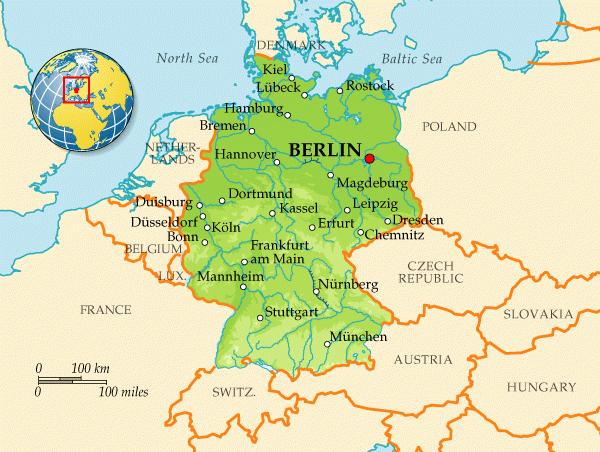 DENMARK
North Sea
Baltic Sea
Kiel
Lübeck
Rostock
Hamburg
Bremen
POLAND
NETHER-
LANDS
Hannover
BERLIN
Magdeburg
Duisburg
Dortmund
Kassel
Leipzig
Düsseldorf
Köln
Erfurt
Dresden
Bonn
Chemnitz
BELGIUM
Frankfurt
am Main
CZECH
REPUBLIC
LUX.
Mannheim
Nürnberg
FRANCE
SLOVAKIA
Stuttgart
München
AUSTRIA
0 100 km
0 100 miles
SWITZ.
HUNGARY